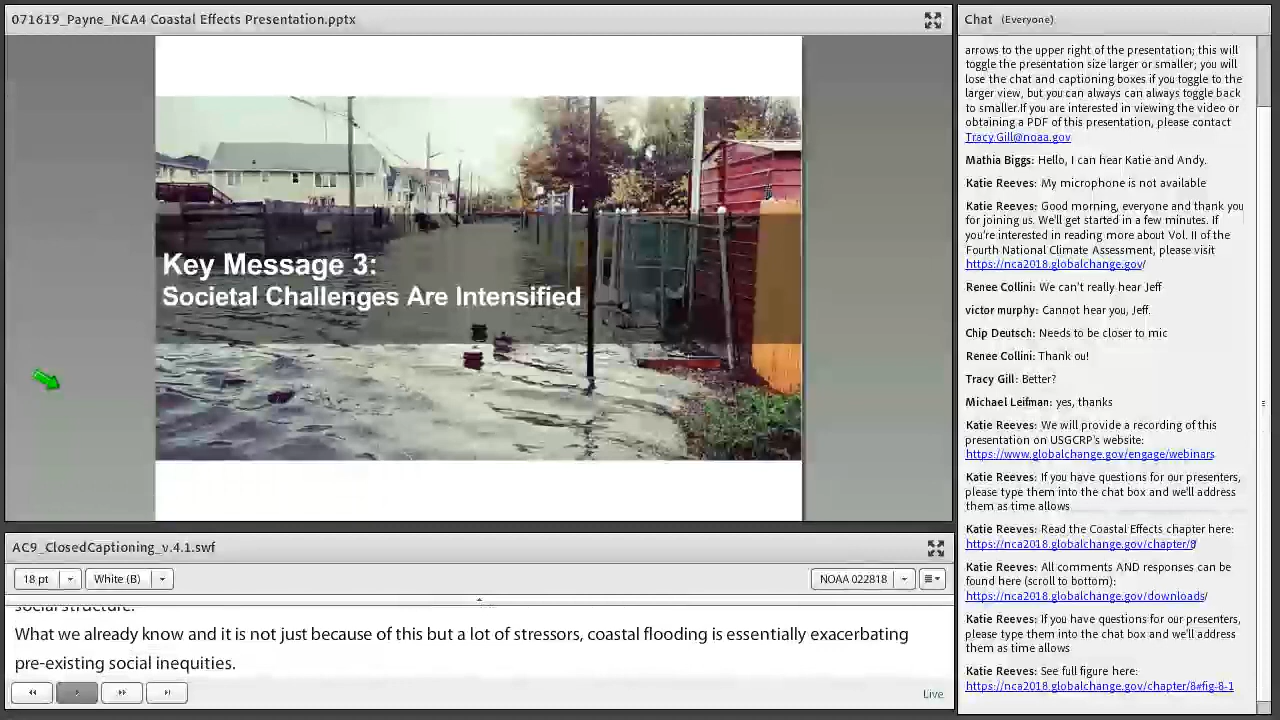 071619_Payne_NCA4 Coastal Effects Presentation.pptx
Key Message 3:
Societal Challenges Are Intensified
AC9_ClosedCaptioning_v.4.1.swf
18 pt
White (B)
NOAA 022818
social structure.
What we already know and it is not just because of this but a lot of stressors, coastal flooding is essentially exacerbating
pre-existing social inequities.
Live
Chat (Everyone)
arrows to the upper right of the presentation; this will
toggle the presentation size larger or smaller; you will
lose the chat and captioning boxes if you toggle to the
larger view, but you can always can always toggle back
to smaller.If you are interested in viewing the video or
obtaining a PDF of this presentation, please contact
Tracy.Gill@noaa.gov
Mathia Biggs: Hello, I can hear Katie and Andy.
Katie Reeves: My microphone is not available
Katie Reeves: Good morning, everyone and thank you
for joining us. We'll get started in a few minutes. If
you're interested in reading more about Vol. II of the
Fourth National Climate Assessment, please visit
https://nca2018.globalchange.gov/
Renee Collini: We can't really hear Jeff
victor murphy: Cannot hear you, Jeff.
Chip Deutsch: Needs to be closer to mic
Renee Collini: Thank ou!
Tracy Gill: Better?
Michael Leifman: yes, thanks
Katie Reeves: We will provide a recording of this
presentation on USGCRP's website:
https://www.globalchange.gov/engage/webinars
Katie Reeves: If you have questions for our presenters,
please type them into the chat box and we'll address
them as time allows
Katie Reeves: Read the Coastal Effects chapter here:
https://nca2018.globalchange.gov/chapter/8
Katie Reeves: All comments AND responses can be
found here (scroll to bottom):
https://nca2018.globalchange.gov/downloads/
Katie Reeves: If you have questions for our presenters,
please type them into the chat box and we'll address
them as time allows
Katie Reeves: See full figure here:
https://nca2018.globalchange.gov/chapter/8#fig-8-1